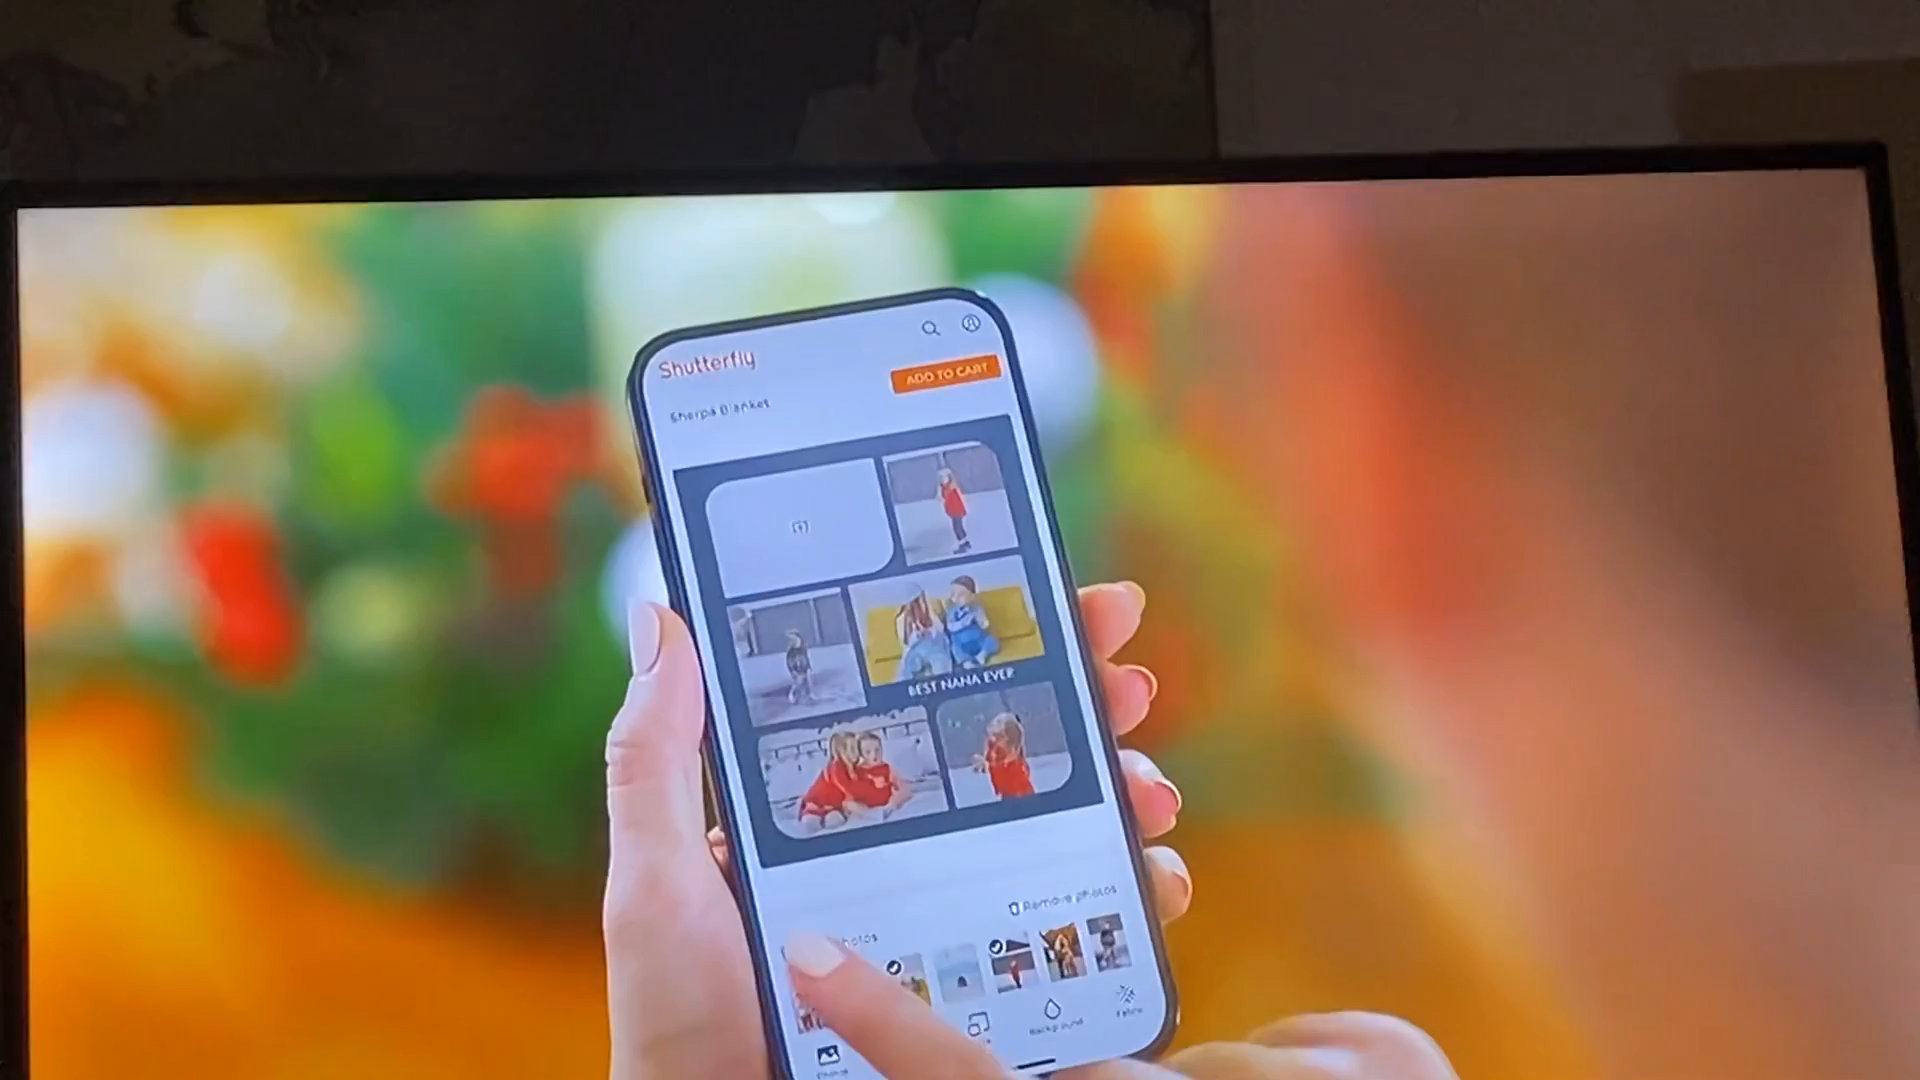 Shutterfly
ADD TO CART
Sherpa Blanket
BEST NANA EVER
Remove photos
Background